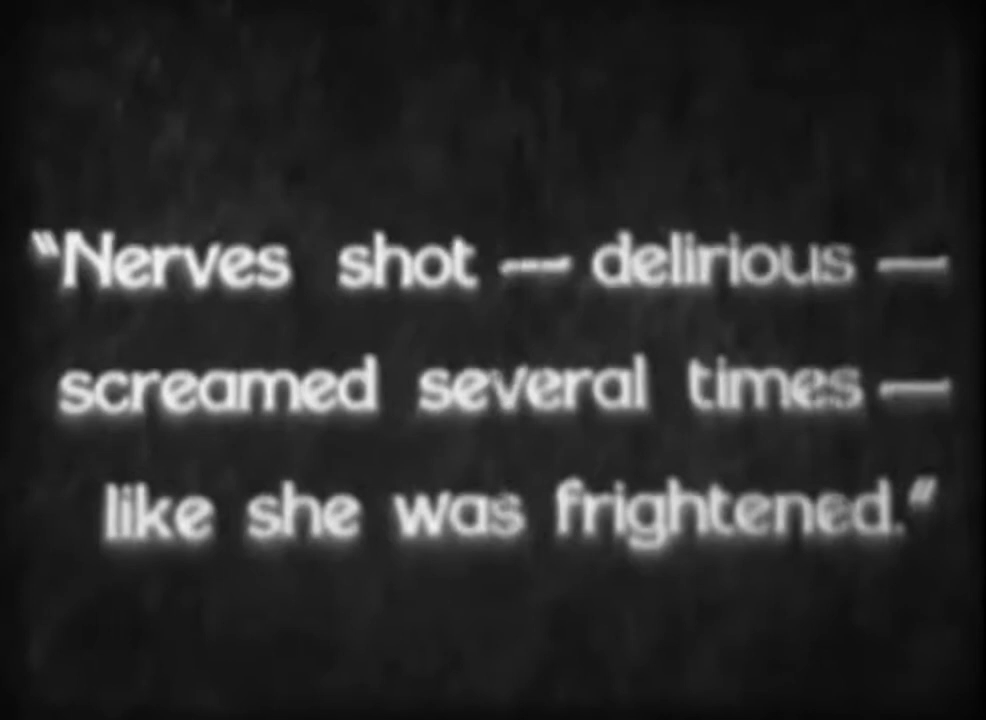 “Nerves shot — delirious —
screamed several times —
like she was frightened.”